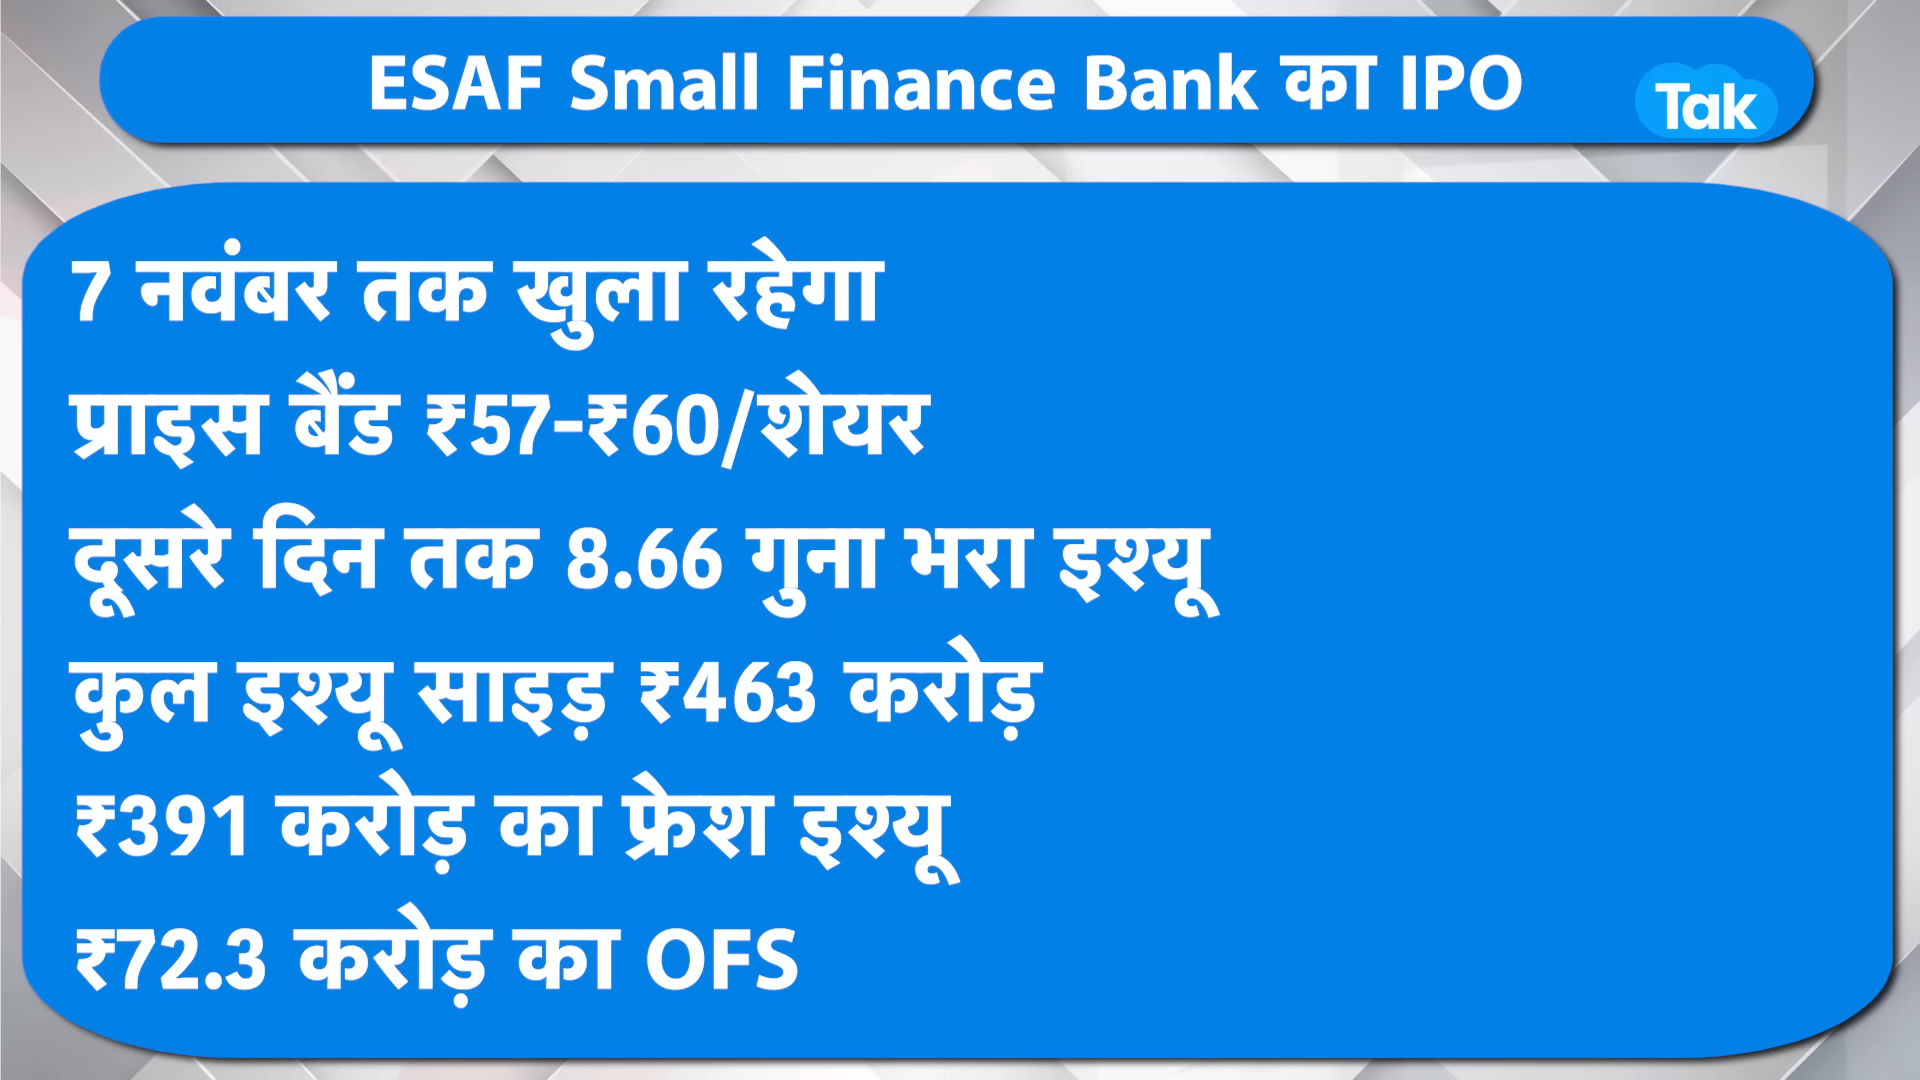 ESAF Small Finance Bank का IPO
Tak
7 नवंबर तक खुला रहेगा
प्राइस बैंड ₹57-₹60/शेयर
दूसरे दिन तक 8.66 गुना भरा इश्यू
कुल इश्यू साइड़ ₹463 करोड़
₹391 करोड़ का फ्रेश इश्यू
₹72.3 करोड़ का OFS